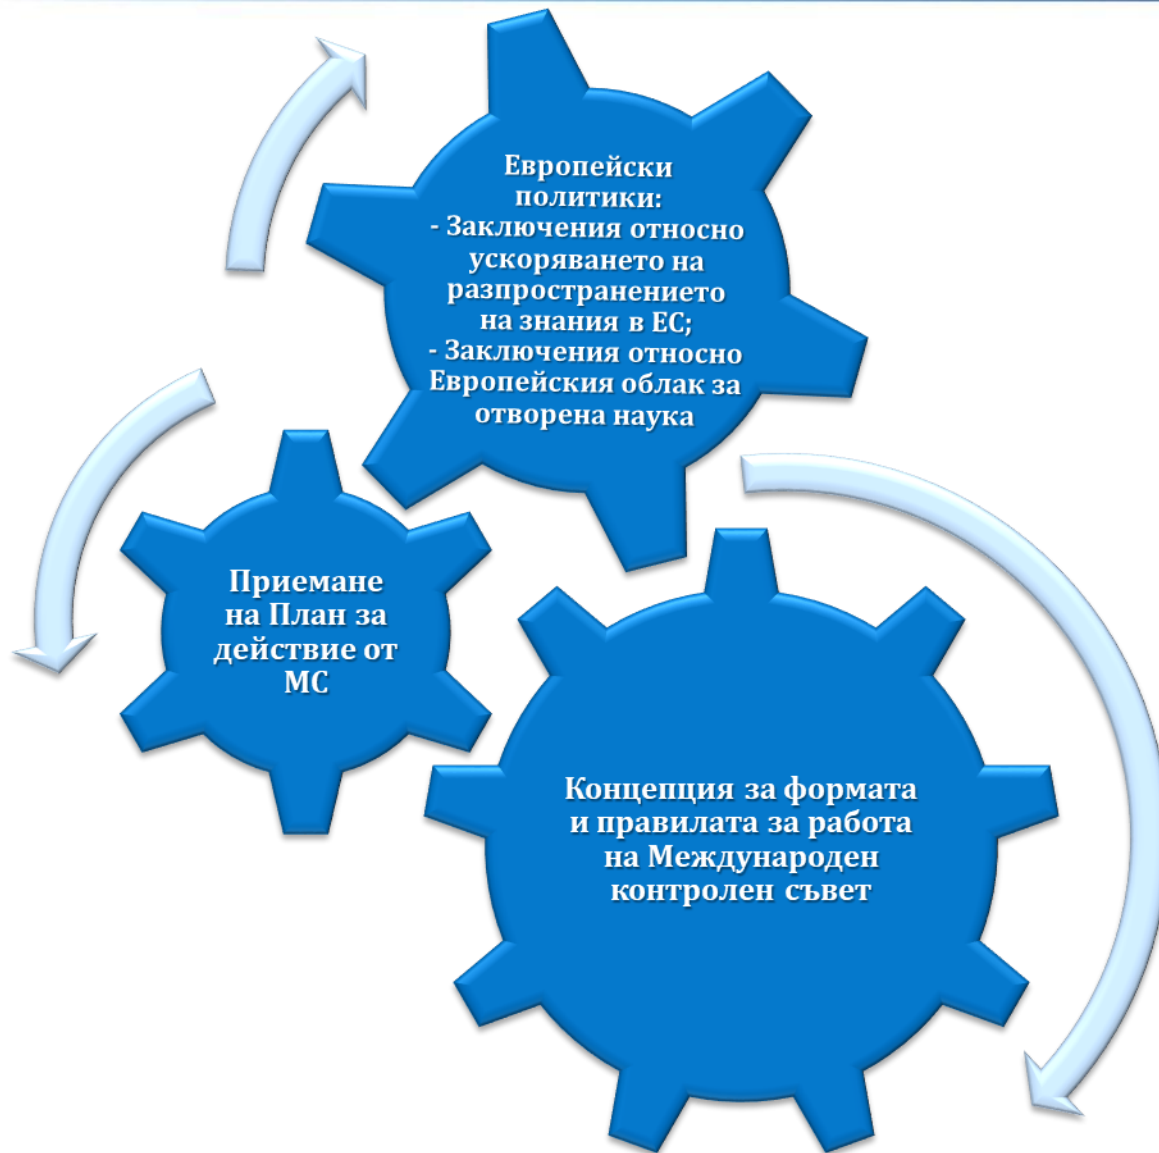 Европейски
политики:
- Заключения относно
ускоряването на
разпространението
на знания в ЕС;
- Заключения относно
Европейския облак за
отворена наука
Приемане
на План за
действие от
МС
Концепция за формата
и правилата за работа
на Международен
контролен съвет